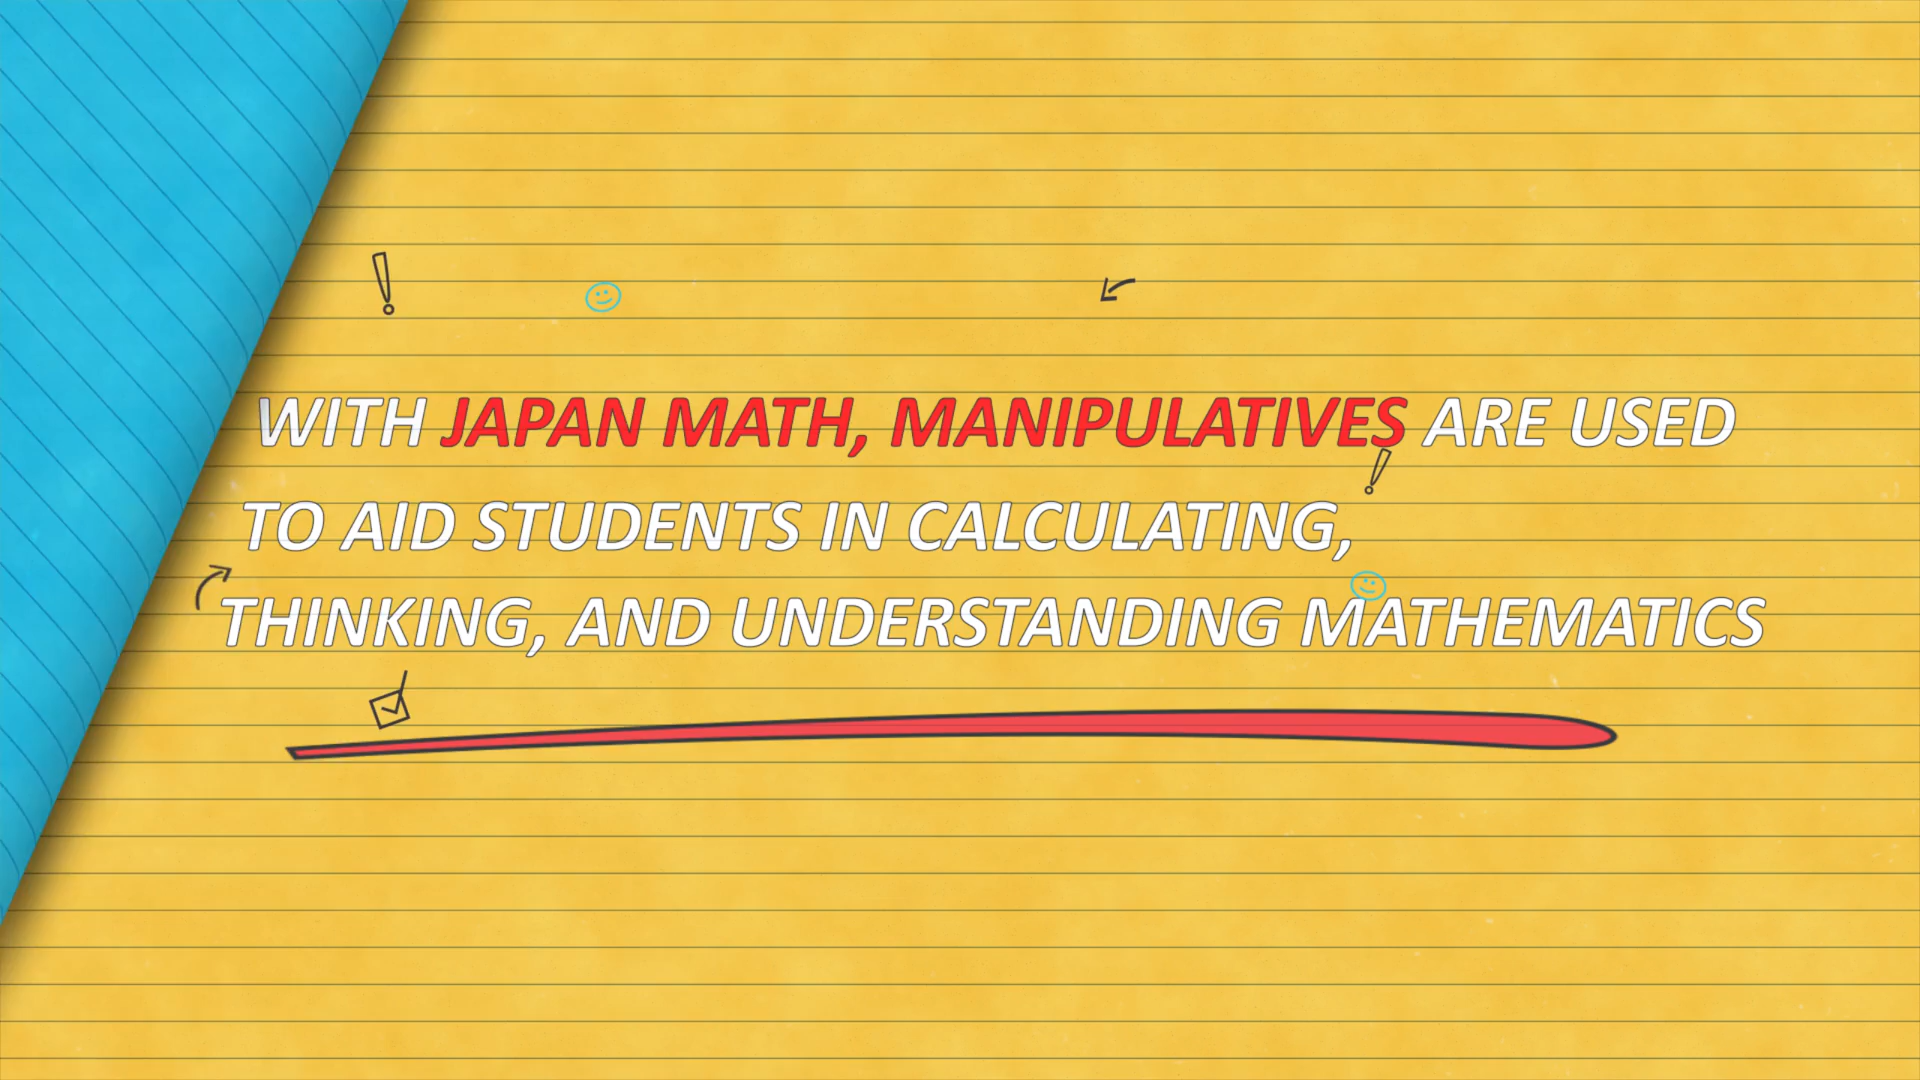 WITH JAPAN MATH, MANIPULATIVES ARE USED
TO AID STUDENTS IN CALCULATING,
THINKING, AND UNDERSTANDING MATHEMATICS